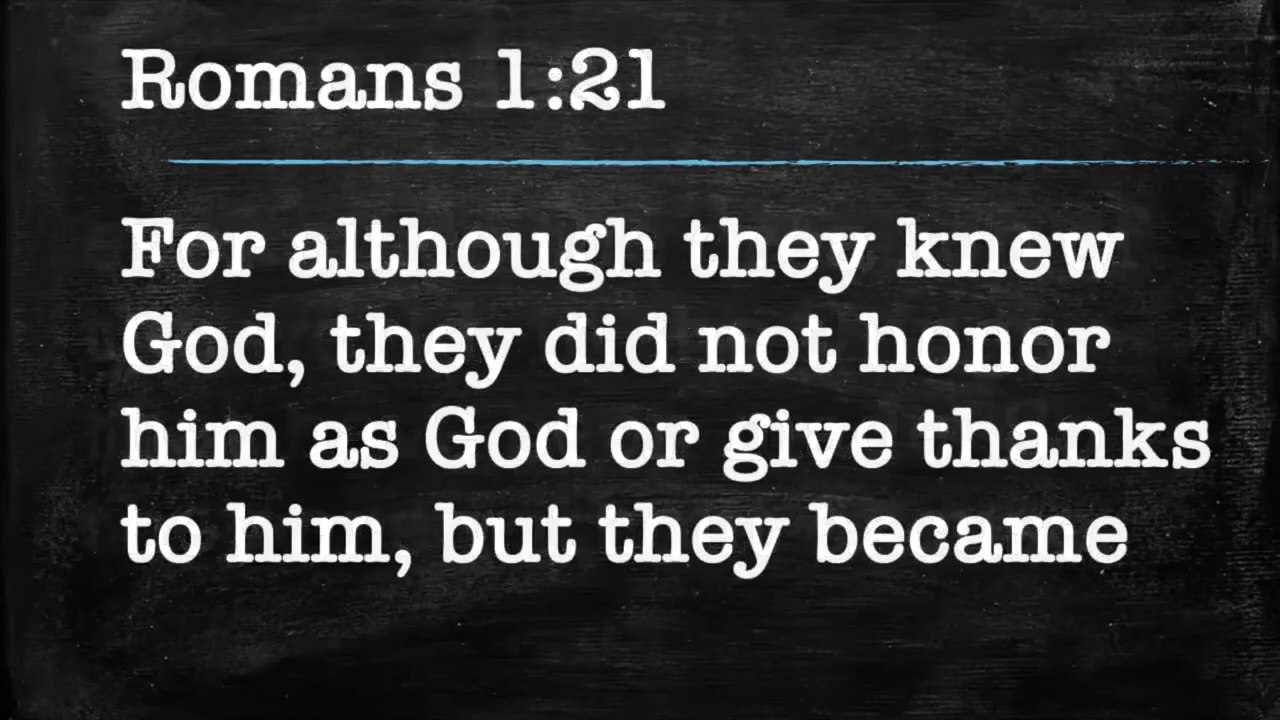 Romans 1:21
For although they knew
God, they did not honor
him as God or give thanks
to him, but they became